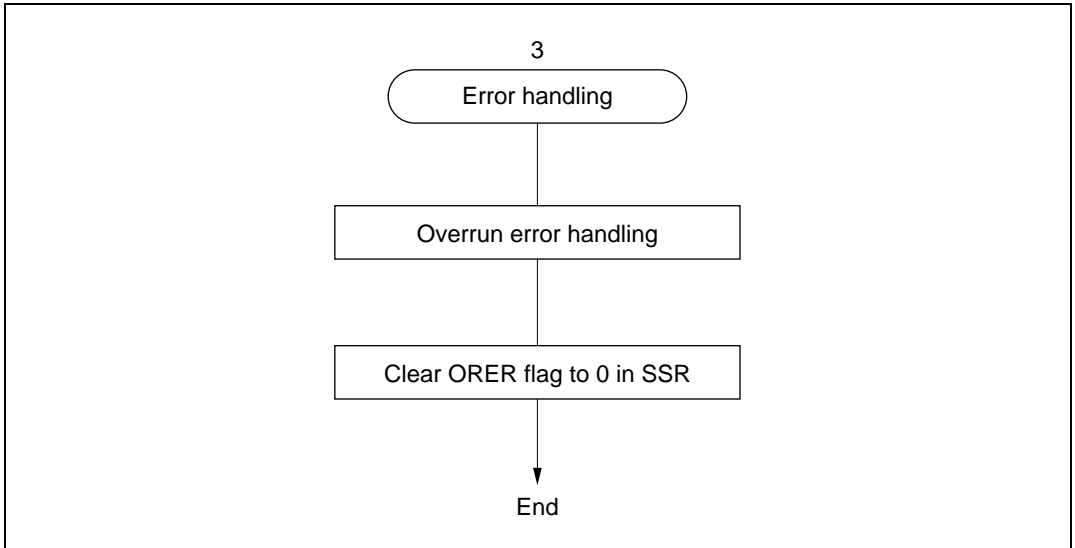 3
Error handling
Overrun error handling
Clear ORER flag to 0 in SSR
End